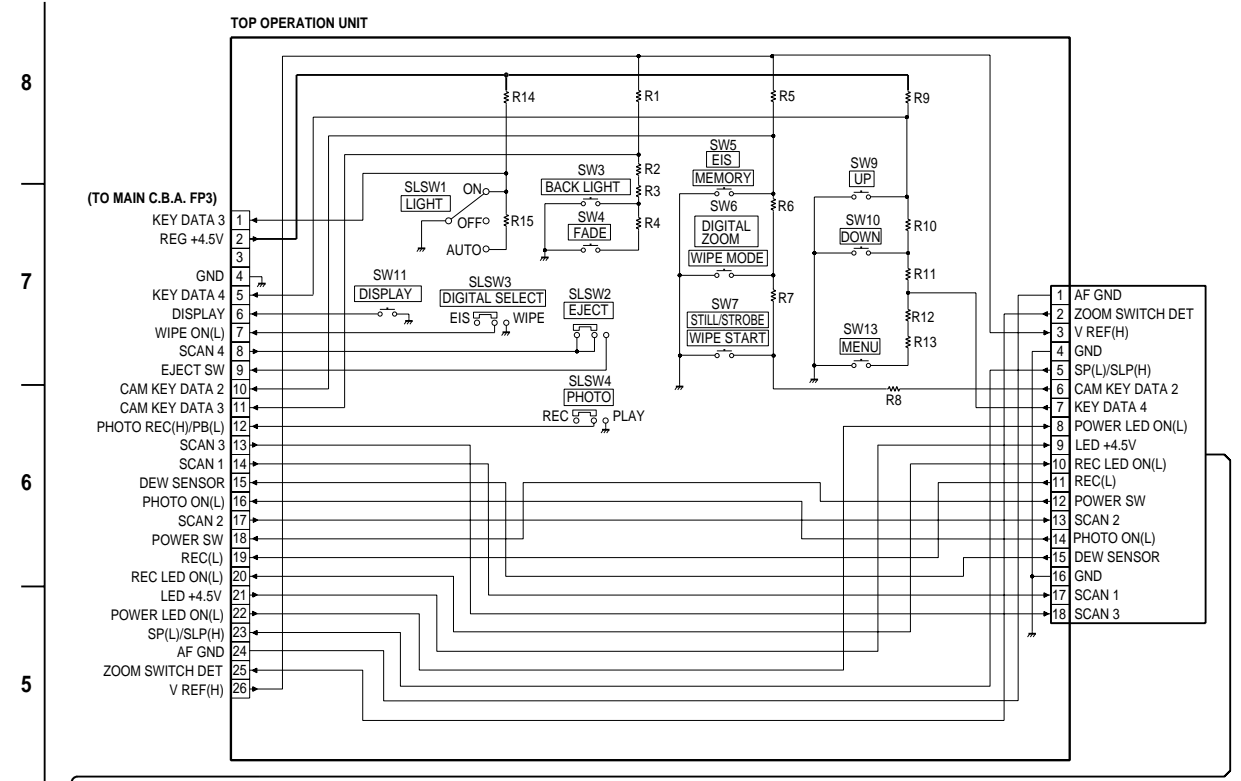 TOP OPERATION UNIT
8
7
6
5
(TO MAIN C.B.A. FP3)
KEY DATA 3 1
REG +4.5V 2
3
GND 4
KEY DATA 4 5
DISPLAY 6
WIPE ON(L) 7
SCAN 4 8
EJECT SW 9
CAM KEY DATA 2 10
CAM KEY DATA 3 11
PHOTO REC(H)/PB(L) 12
SCAN 3 13
SCAN 1 14
DEW SENSOR 15
PHOTO ON(L) 16
SCAN 2 17
POWER SW 18
REC(L) 19
REC LED ON(L) 20
LED +4.5V 21
POWER LED ON(L) 22
SP(L)/SLP(H) 23
AF GND 24
ZOOM SWITCH DET 25
V REF(H) 26
R14
R1
R5
R9
SLSW1
LIGHT
ON
OFF
AUTO
R15
SW3
BACK LIGHT
SW4
FADE
R2
R3
R4
SW5
EIS
MEMORY
SW6
DIGITAL
ZOOM
WIPE MODE
SW7
STILL/STROBE
WIPE START
R6
R7
SW9
UP
SW10
DOWN
SW13
MENU
R10
R11
R12
R13
R8
SW11
DISPLAY
SLSW3
DIGITAL SELECT
EIS WIPE
SLSW2
EJECT
SLSW4
PHOTO
REC PLAY
1 AF GND
2 ZOOM SWITCH DET
3 V REF(H)
4 GND
5 SP(L)/SLP(H)
6 CAM KEY DATA 2
7 KEY DATA 4
8 POWER LED ON(L)
9 LED +4.5V
10 REC LED ON(L)
11 REC(L)
12 POWER SW
13 SCAN 2
14 PHOTO ON(L)
15 DEW SENSOR
16 GND
17 SCAN 1
18 SCAN 3